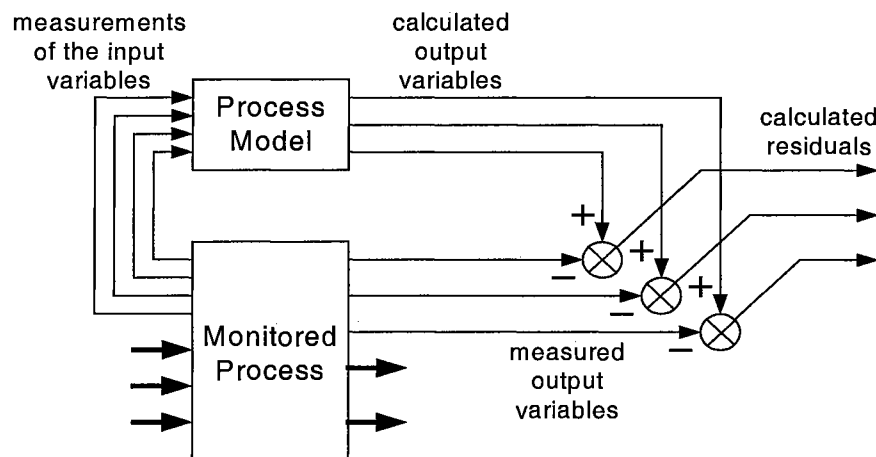 measurements
of the input
variables
calculated
output
variables
Process
Model
calculated
residuals
+
−
+
−
+
−
Monitored
Process
measured
output
variables